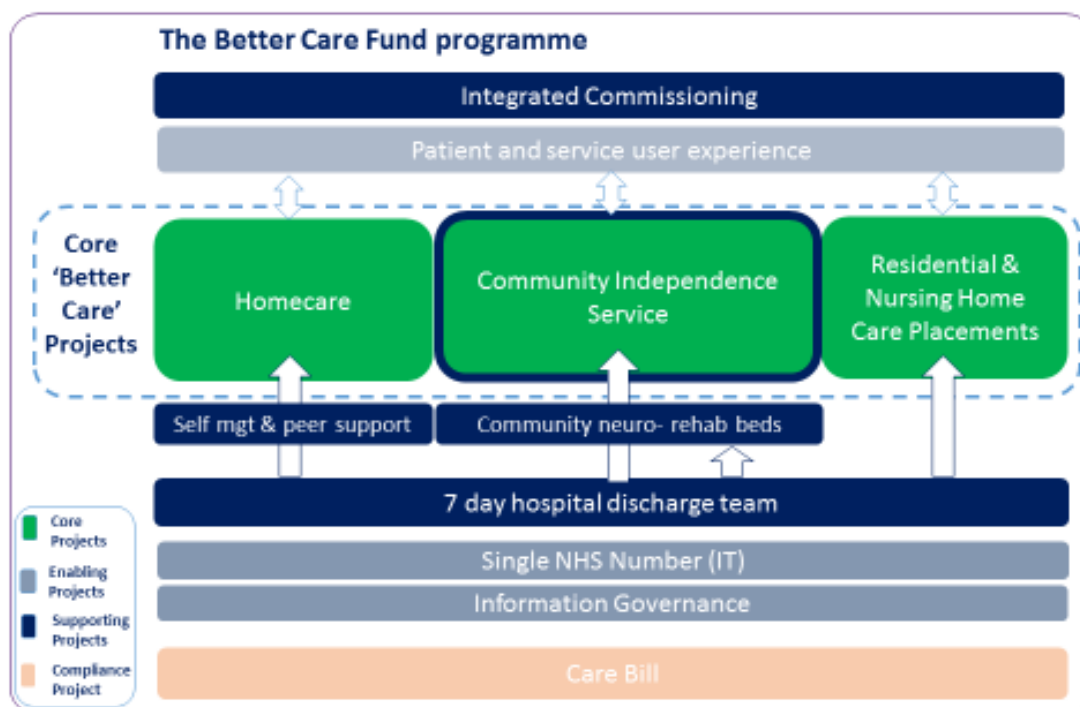 The Better Care Fund programme
Integrated Commissioning
Patient and service user experience
Core
'Better
Care'
Projects
Homecare
Community Independence
Service
Residential &
Nursing Home
Care Placements
Self mgt & peer support
Community neuro- rehab beds
7 day hospital discharge team
Single NHS Number (IT)
Information Governance
Care Bill
Core
Projects
Enabling
Projects
Supporting
Projects
Compliance
Project